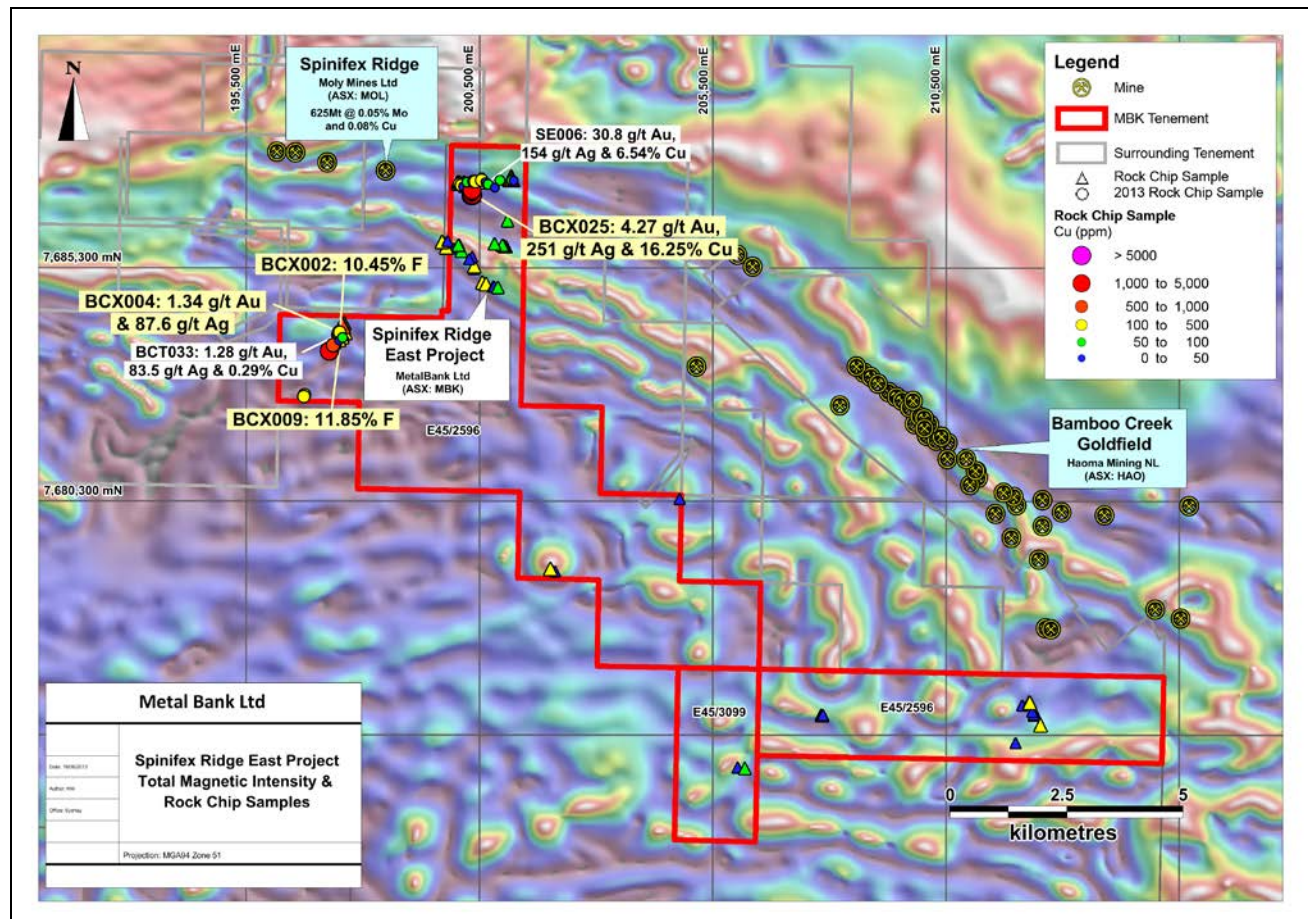 N
195,500 mE
200,500 mE
205,500 mE
210,500 mE
7,685,300 mN
7,680,300 mN
Spinifex Ridge
Moly Mines Ltd
(ASX: MOL)
625Mt @ 0.05% Mo
and 0.08% Cu
SE006: 30.8 g/t Au,
154 g/t Ag & 6.54% Cu
BCX025: 4.27 g/t Au,
251 g/t Ag & 16.25% Cu
BCX002: 10.45% F
BCX004: 1.34 g/t Au
& 87.6 g/t Ag
BCT033: 1.28 g/t Au,
83.5 g/t Ag & 0.29% Cu
BCX009: 11.85% F
Spinifex Ridge
East Project
MetalBank Ltd
(ASX: MBK)
E45/2596
Bamboo Creek
Goldfield
Haoma Mining NL
(ASX: HAO)
E45/3099
E45/2596
Legend
Mine
MBK Tenement
Surrounding Tenement
Rock Chip Sample
2013 Rock Chip Sample
Rock Chip Sample
Cu (ppm)
> 5000
1,000 to 5,000
500 to 1,000
100 to 500
50 to 100
0 to 50
0 2.5 5
kilometres
Metal Bank Ltd
Spinifex Ridge East Project
Total Magnetic Intensity &
Rock Chip Samples
Date:
Author:
Office:
Projection: MGA94 Zone 51